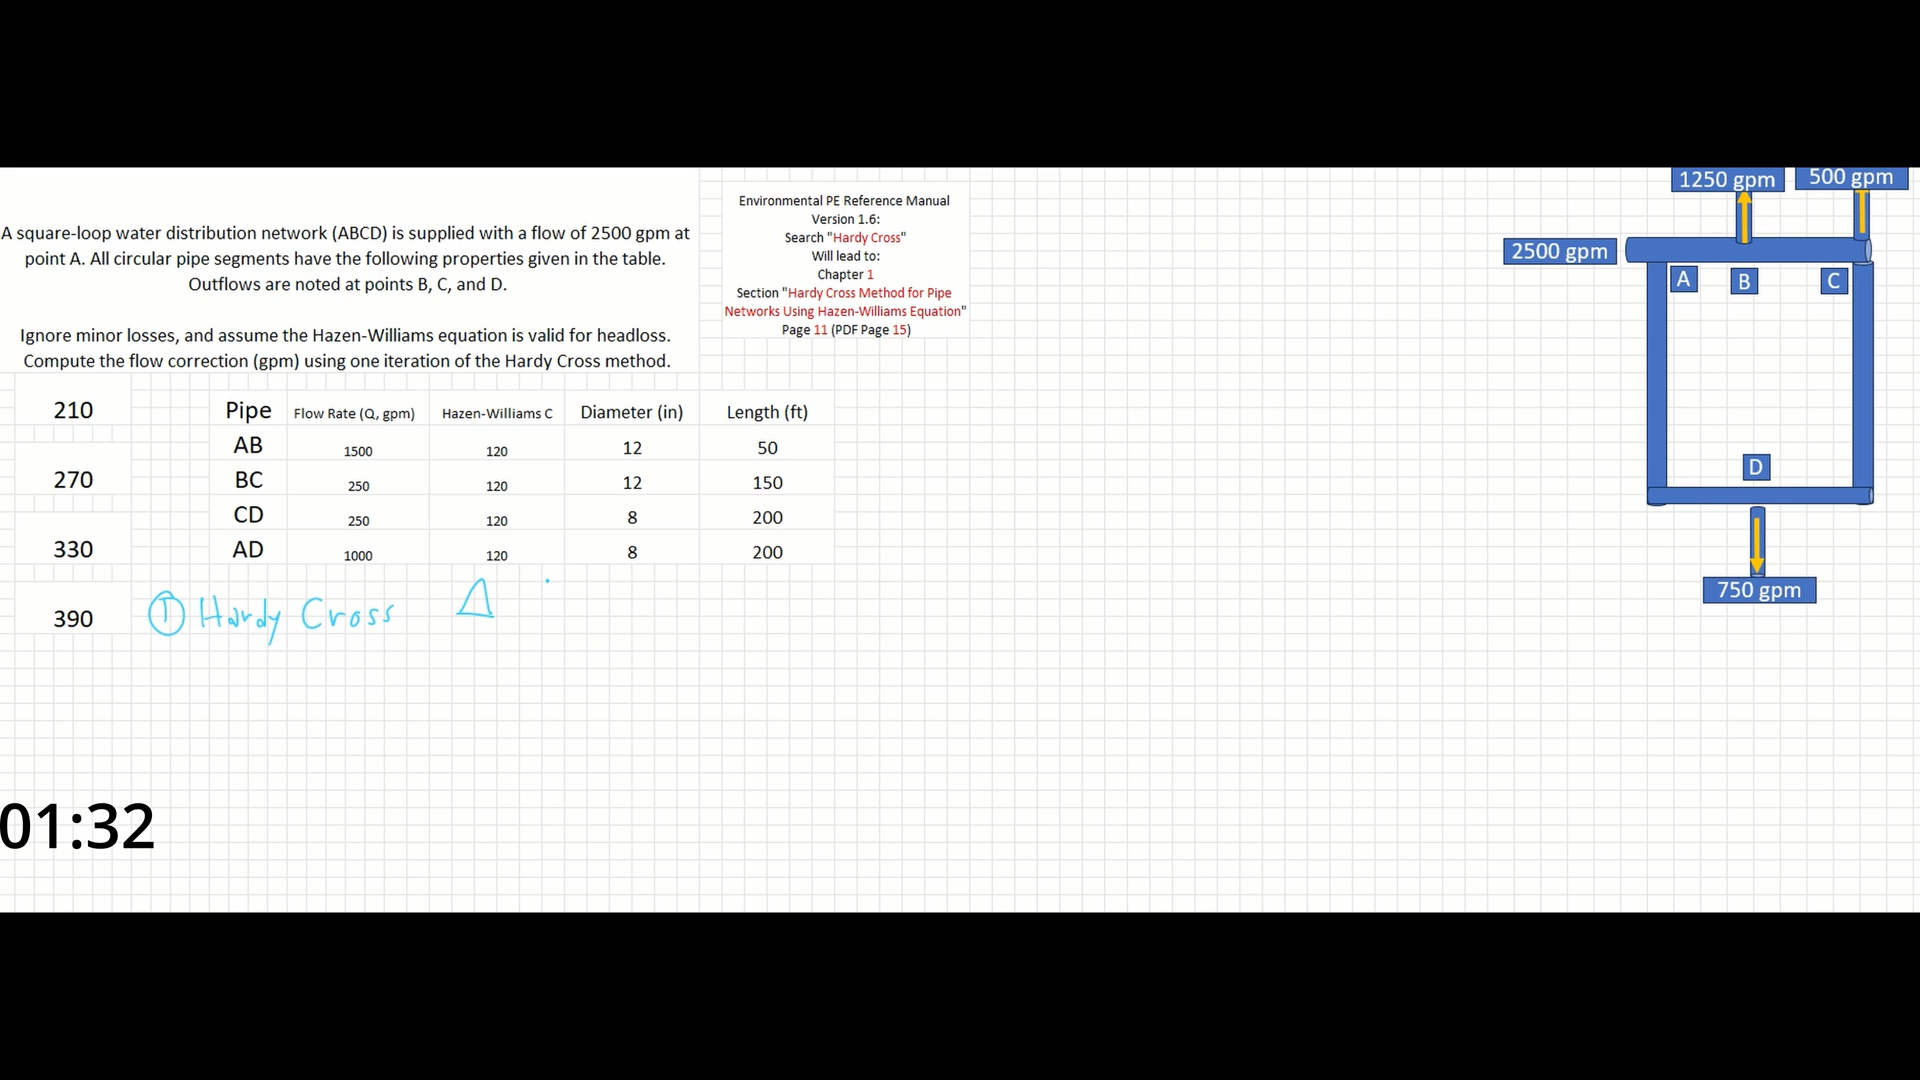 A square-loop water distribution network (ABCD) is supplied with a flow of 2500 gpm at
point A. All circular pipe segments have the following properties given in the table.
Outflows are noted at points B, C, and D.
Ignore minor losses, and assume the Hazen-Williams equation is valid for headloss.
Compute the flow correction (gpm) using one iteration of the Hardy Cross method.
Environmental PE Reference Manual
Version 1.6:
Search "Hardy Cross"
Will lead to:
Chapter 1
Section "Hardy Cross Method for Pipe
Networks Using Hazen-Williams Equation"
Page 11 (PDF Page 15)
1250 gpm 500 gpm
2500 gpm
A B C
D
750 gpm
210
270
330
390
Pipe Flow Rate (Q, gpm) Hazen-Williams C Diameter (in) Length (ft)
AB 1500 120 12 50
BC 250 120 12 150
CD 250 120 8 200
AD 1000 120 8 200
① Hardy Cross Δ
01:32